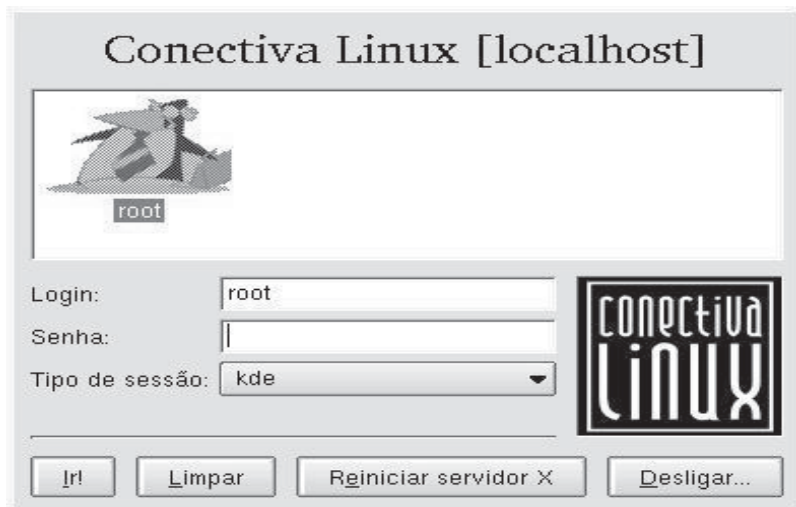 Conectiva Linux [localhost]
root
Login: root
Senha:
Tipo de sessão: kde
conectiva
Linux
Ir!
Limpar
Reiniciar servidor X
Desligar...